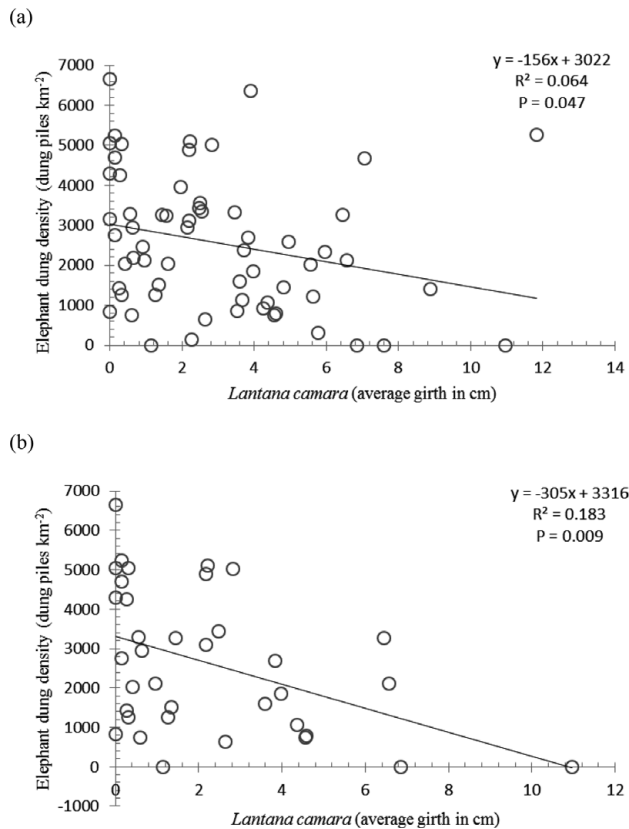 (a)
y = -156x + 3022
R² = 0.064
P = 0.047
Elephant dung density (dung piles km⁻²)
7000
6000
5000
4000
3000
2000
1000
0
0 2 4 6 8 10 12 14
Lantana camara (average girth in cm)
(b)
y = -305x + 3316
R² = 0.183
P = 0.009
Elephant dung density (dung piles km⁻²)
7000
6000
5000
4000
3000
2000
1000
0
-1000
0 2 4 6 8 10 12
Lantana camara (average girth in cm)